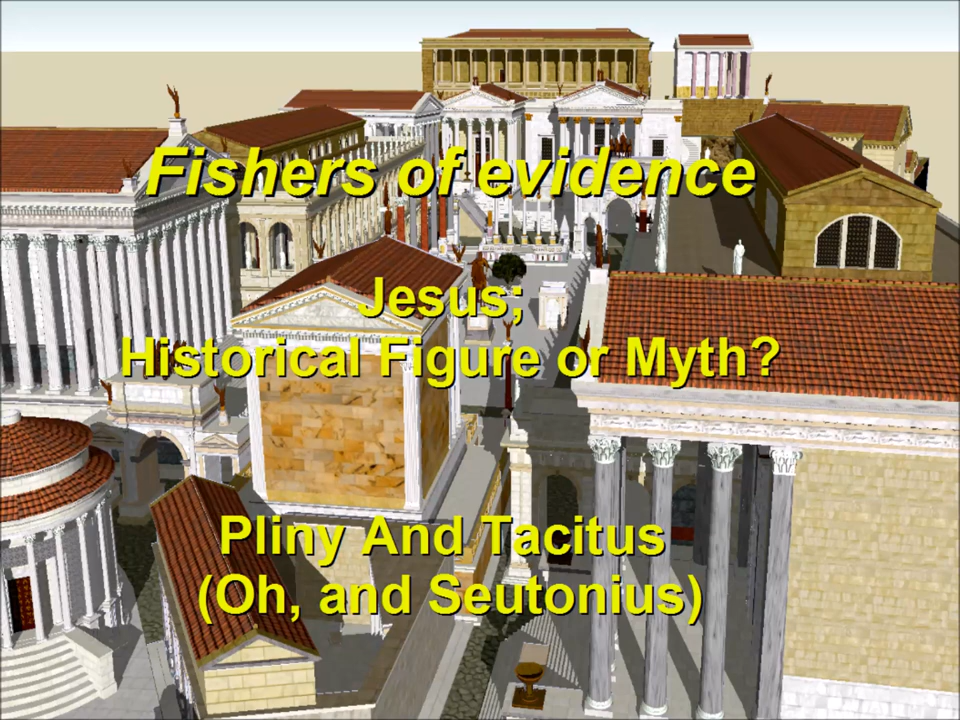 Fishers of evidence
Jesus;
Historical Figure or Myth?
Pliny And Tacitus
(Oh, and Seutonius)